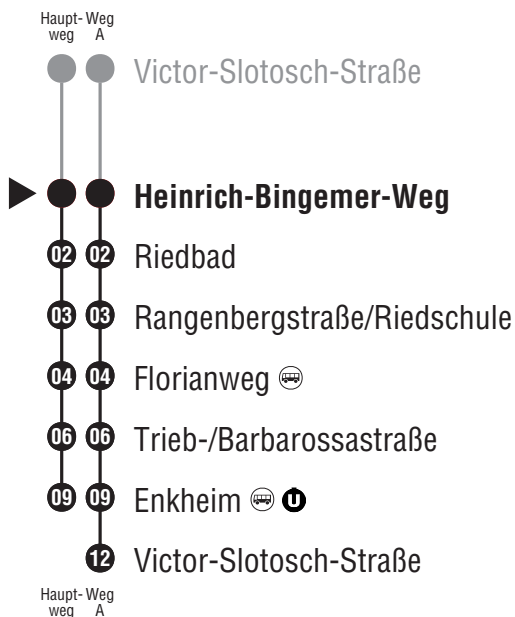 Haupt- Weg
weg A
Victor-Slotosch-Straße
Heinrich-Bingemer-Weg
02 02 Riedbad
03 03 Rangenbergstraße/Riedschule
04 04 Florianweg
06 06 Trieb-/Barbarossastraße
09 09 Enkheim U
12 Victor-Slotosch-Straße
Haupt- Weg
weg A